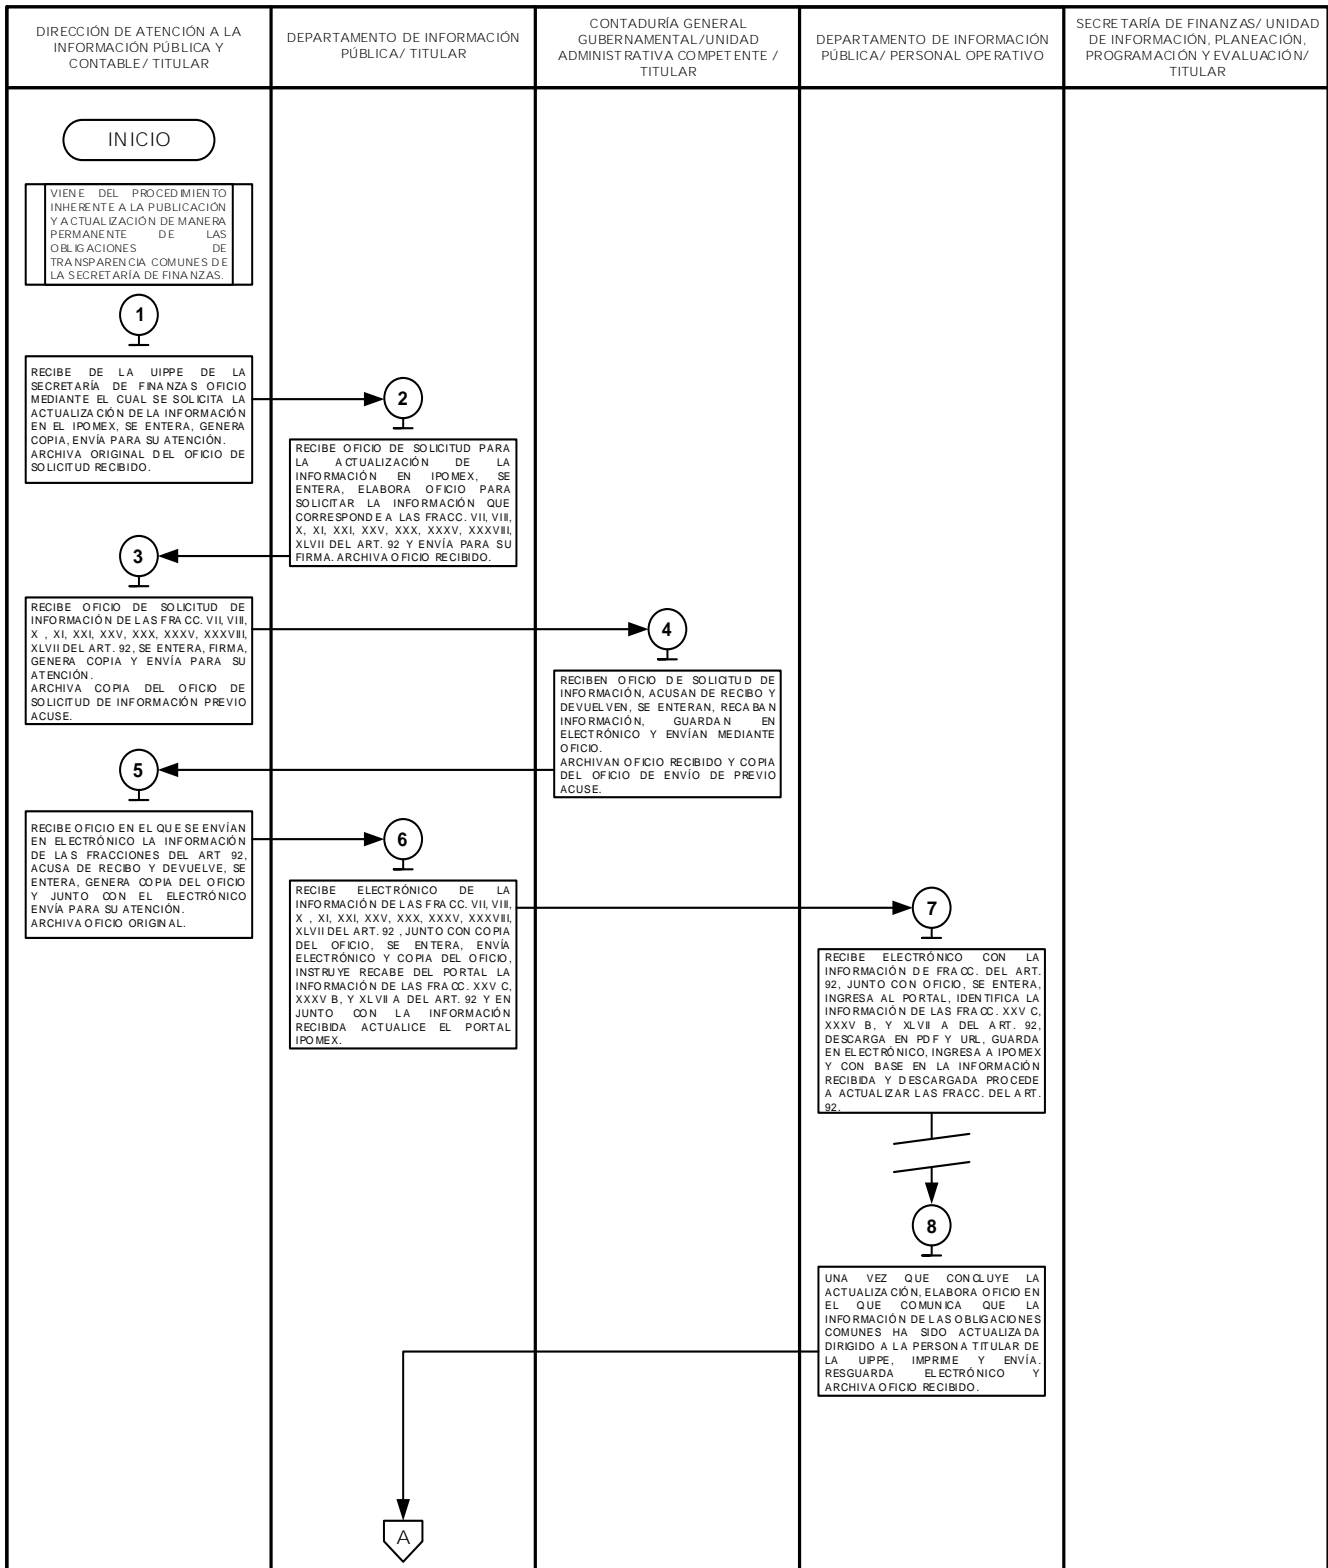 DIRECCIÓN DE ATENCIÓN A LA
INFORMACIÓN PÚBLICA Y
CONTABLE/ TITULAR
DEPARTAMENTO DE INFORMACIÓN
PÚBLICA/ TITULAR
CONTADURÍA GENERAL
GUBERNAMENTAL/UNIDAD
ADMINISTRATIVA COMPETENTE /
TITULAR
DEPARTAMENTO DE INFORMACIÓN
PÚBLICA/ PERSONAL OPERATIVO
SECRETARÍA DE FINANZAS/ UNIDAD
DE INFORMACIÓN, PLANEACIÓN,
PROGRAMACIÓN Y EVALUACIÓN/
TITULAR
INICIO
VIENE DEL PROCEDIMIENTO
INHERENTE A LA PUBLICACIÓN
Y ACTUALIZACIÓN DE MANERA
PERMANENTE DE LAS
OBLIGACIONES DE
TRANSPARENCIA COMUNES DE
LA SECRETARÍA DE FINANZAS.
1
RECIBE DE LA UIPPE DE LA
SECRETARÍA DE FINANZAS OFICIO
MEDIANTE EL CUAL SE SOLICITA LA
ACTUALIZACIÓN DE LA INFORMACIÓN
EN EL IPOMEX, SE ENTERA, GENERA
COPIA, ENVÍA PARA SU ATENCIÓN.
ARCHIVA ORIGINAL DEL OFICIO DE
SOLICITUD RECIBIDO.
2
RECIBE OFICIO DE SOLICITUD PARA
LA ACTUALIZACIÓN DE LA
INFORMACIÓN EN IPOMEX, SE
ENTERA, ELABORA OFICIO PARA
SOLICITAR LA INFORMACIÓN QUE
CORRESPONDE A LAS FRACC. VII, VIII,
X, XI, XXI, XXV, XXX, XXXV, XXXVIII,
XLVII DEL ART. 92 Y ENVÍA PARA SU
FIRMA. ARCHIVA OFICIO RECIBIDO.
3
RECIBE OFICIO DE SOLICITUD DE
INFORMACIÓN DE LAS FRACC. VII, VIII,
X , XI, XXI, XXV, XXX, XXXV, XXXVIII,
XLVII DEL ART. 92, SE ENTERA, FIRMA,
GENERA COPIA Y ENVÍA PARA SU
ATENCIÓN.
ARCHIVA COPIA DEL OFICIO DE
SOLICITUD DE INFORMACIÓN PREVIO
ACUSE.
4
RECIBEN OFICIO DE SOLICITUD DE
INFORMACIÓN, ACUSAN DE RECIBO Y
DEVUELVEN, SE ENTERAN, RECABAN
INFORMACIÓN, GUARDAN EN
ELECTRÓNICO Y ENVÍAN MEDIANTE
OFICIO.
ARCHIVAN OFICIO RECIBIDO Y COPIA
DEL OFICIO DE ENVÍO DE PREVIO
ACUSE.
5
RECIBE OFICIO EN EL QUE SE ENVÍAN
EN ELECTRÓNICO LA INFORMACIÓN
DE LAS FRACCIONES DEL ART 92,
ACUSA DE RECIBO Y DEVUELVE, SE
ENTERA, GENERA COPIA DEL OFICIO
Y JUNTO CON EL ELECTRÓNICO
ENVÍA PARA SU ATENCIÓN.
ARCHIVA OFICIO ORIGINAL.
6
RECIBE ELECTRÓNICO DE LA
INFORMACIÓN DE LAS FRACC. VII, VIII,
X , XI, XXI, XXV, XXX, XXXV, XXXVIII,
XLVII DEL ART. 92 , JUNTO CON COPIA
DEL OFICIO, SE ENTERA, ENVÍA
ELECTRÓNICO Y COPIA DEL OFICIO,
INSTRUYE RECABE DEL PORTAL LA
INFORMACIÓN DE LAS FRACC. XXV C,
XXXV B, Y XLVII A DEL ART. 92 Y EN
JUNTO CON LA INFORMACIÓN
RECIBIDA ACTUALICE EL PORTAL
IPOMEX.
7
RECIBE ELECTRÓNICO CON LA
INFORMACIÓN DE FRACC. DEL ART.
92, JUNTO CON OFICIO, SE ENTERA,
INGRESA AL PORTAL, IDENTIFICA LA
INFORMACIÓN DE LAS FRACC. XXV C,
XXXV B, Y XLVII A DEL ART. 92,
DESCARGA EN PDF Y URL, GUARDA
EN ELECTRÓNICO, INGRESA A IPOMEX
Y CON BASE EN LA INFORMACIÓN
RECIBIDA Y DESCARGADA PROCEDE
A ACTUALIZAR LAS FRACC. DEL ART.
92.
8
UNA VEZ QUE CONCLUYE LA
ACTUALIZACIÓN, ELABORA OFICIO EN
EL QUE COMUNICA QUE LA
INFORMACIÓN DE LAS OBLIGACIONES
COMUNES HA SIDO ACTUALIZADA
DIRIGIDO A LA PERSONA TITULAR DE
LA UIPPE, IMPRIME Y ENVÍA.
RESGUARDA ELECTRÓNICO Y
ARCHIVA OFICIO RECIBIDO.
A